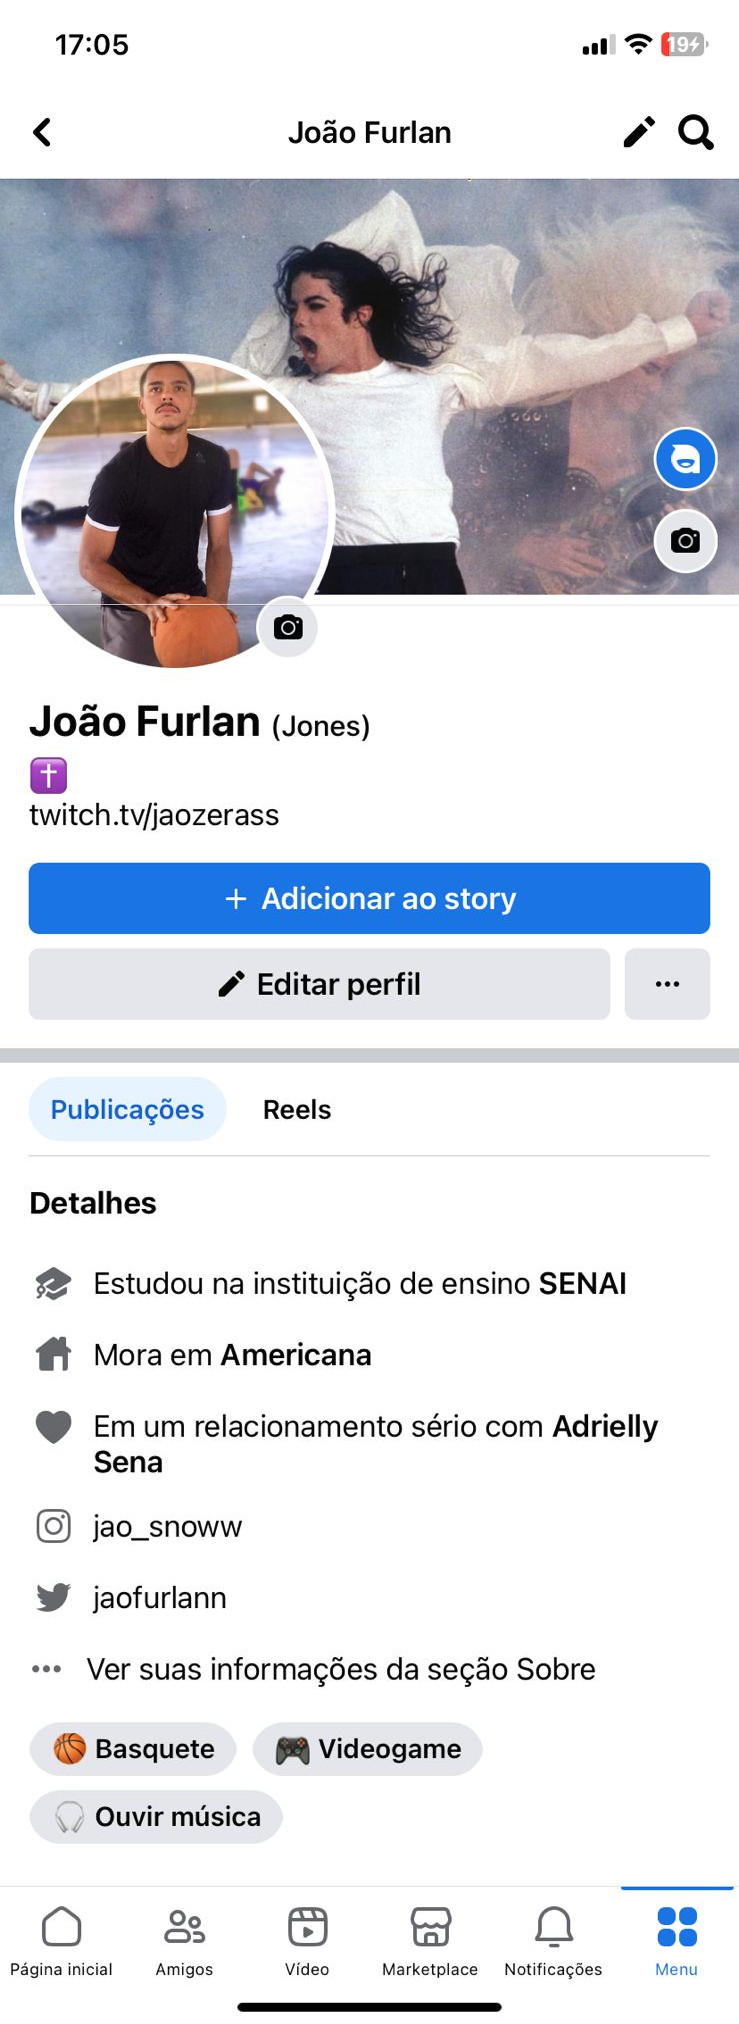 17:05
19
João Furlan
João Furlan (Jones)
✝️
twitch.tv/jaozerass
+ Adicionar ao story
Editar perfil
...
Publicações
Reels
Detalhes
Estudou na instituição de ensino SENAI
Mora em Americana
Em um relacionamento sério com Adrielly
Sena
jao_snoww
jaofurlann
... Ver suas informações da seção Sobre
🏀 Basquete
🎮 Videogame
🎧 Ouvir música
Página inicial
Amigos
Vídeo
Marketplace
Notificações
Menu